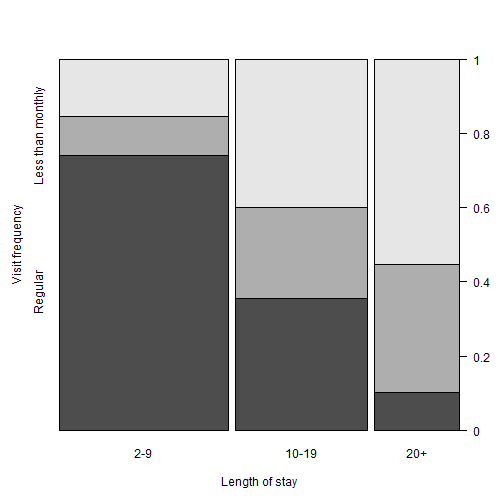 Visit frequency
Regular
Less than monthly
1
0.8
0.6
0.4
0.2
0
2-9
10-19
20+
Length of stay